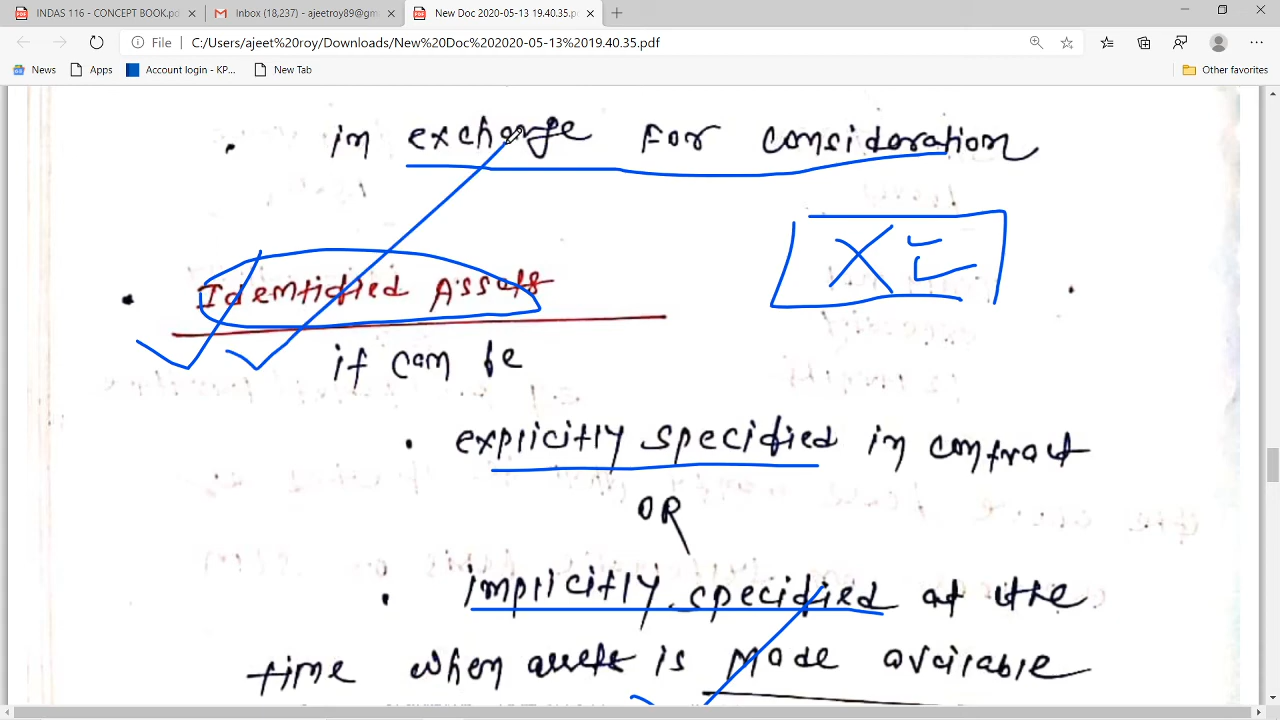 INDAS 116 - CONCEPT BOOK.pd
Inbox (18,237) - ajeetroy89@gm
New Doc 2020-05-13 19.40.35.p
File
C:/Users/ajeet%20roy/Downloads/New%20Doc%202020-05-13%2019.40.35.pdf
News
Apps
Account login - KP...
New Tab
Other favorites
• in exchange for consideration
• Identified Assets
if can be
• explicitly specified in contract
OR
• implicitly specified at the
time when assets is made available